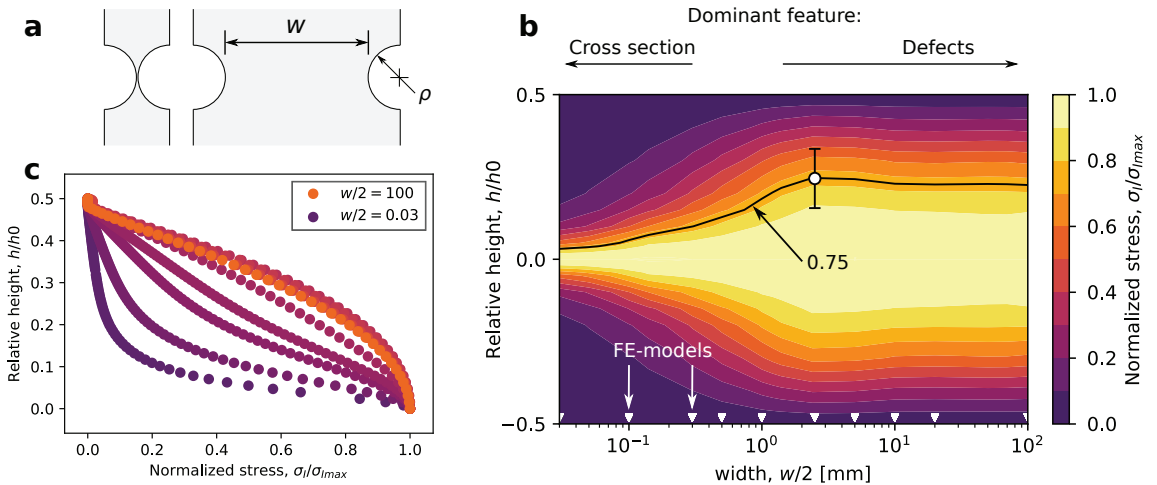 a
w
ρ
c
w/2 = 100
w/2 = 0.03
0.5
0.4
0.3
0.2
0.1
0.0
Relative height, h/h0
0.0 0.2 0.4 0.6 0.8 1.0
Normalized stress, σI/σImax
b
Dominant feature:
Cross section
Defects
0.5
0.0
−0.5
Relative height, h/h0
0.75
FE-models
10⁻¹ 10⁰ 10¹ 10²
width, w/2 [mm]
1.0
0.8
0.6
0.4
0.2
0.0
Normalized stress, σI/σImax